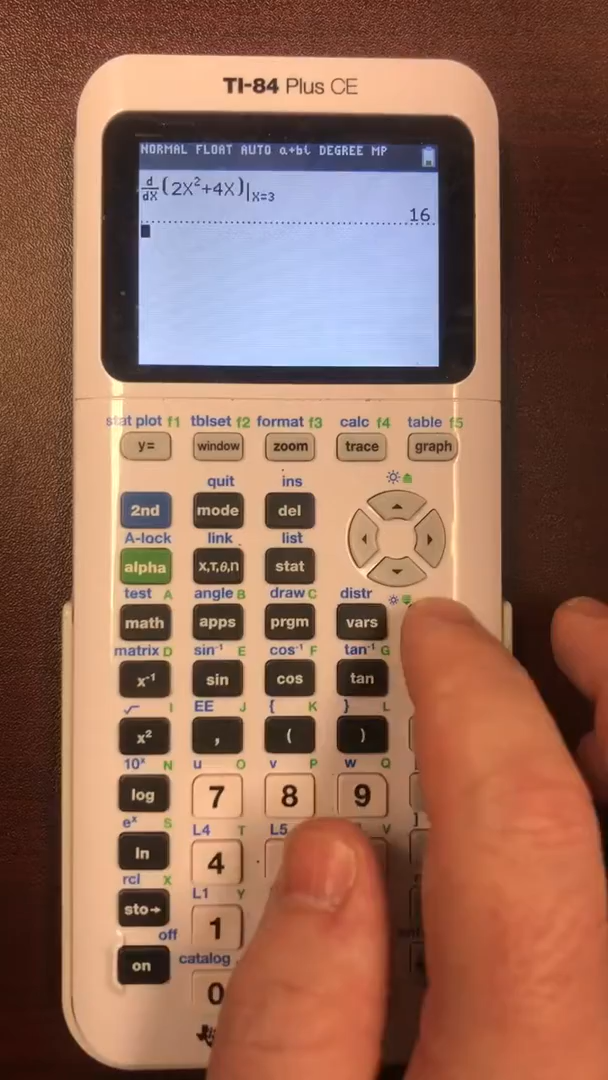 TI-84 Plus CE
NORMAL FLOAT AUTO a+bi DEGREE MP
d/dX(2X²+4X)|X=3
16
stat plot f1 tblset f2 format f3 calc f4 table f5
y= window zoom trace graph
quit ins
2nd mode del
A-lock link list
alpha X,T,θ,n stat
test A angle B draw C distr
math apps prgm vars
matrix D sin⁻¹ E cos⁻¹ F tan⁻¹ G
x⁻¹ sin cos tan
√ I EE J { K } L
x² , ( )
10ˣ N u O v P w Q
log 7 8 9
eˣ S L4 T L5 V
ln 4
rcl X L1 Y
sto→ 1
off catalog
on 0